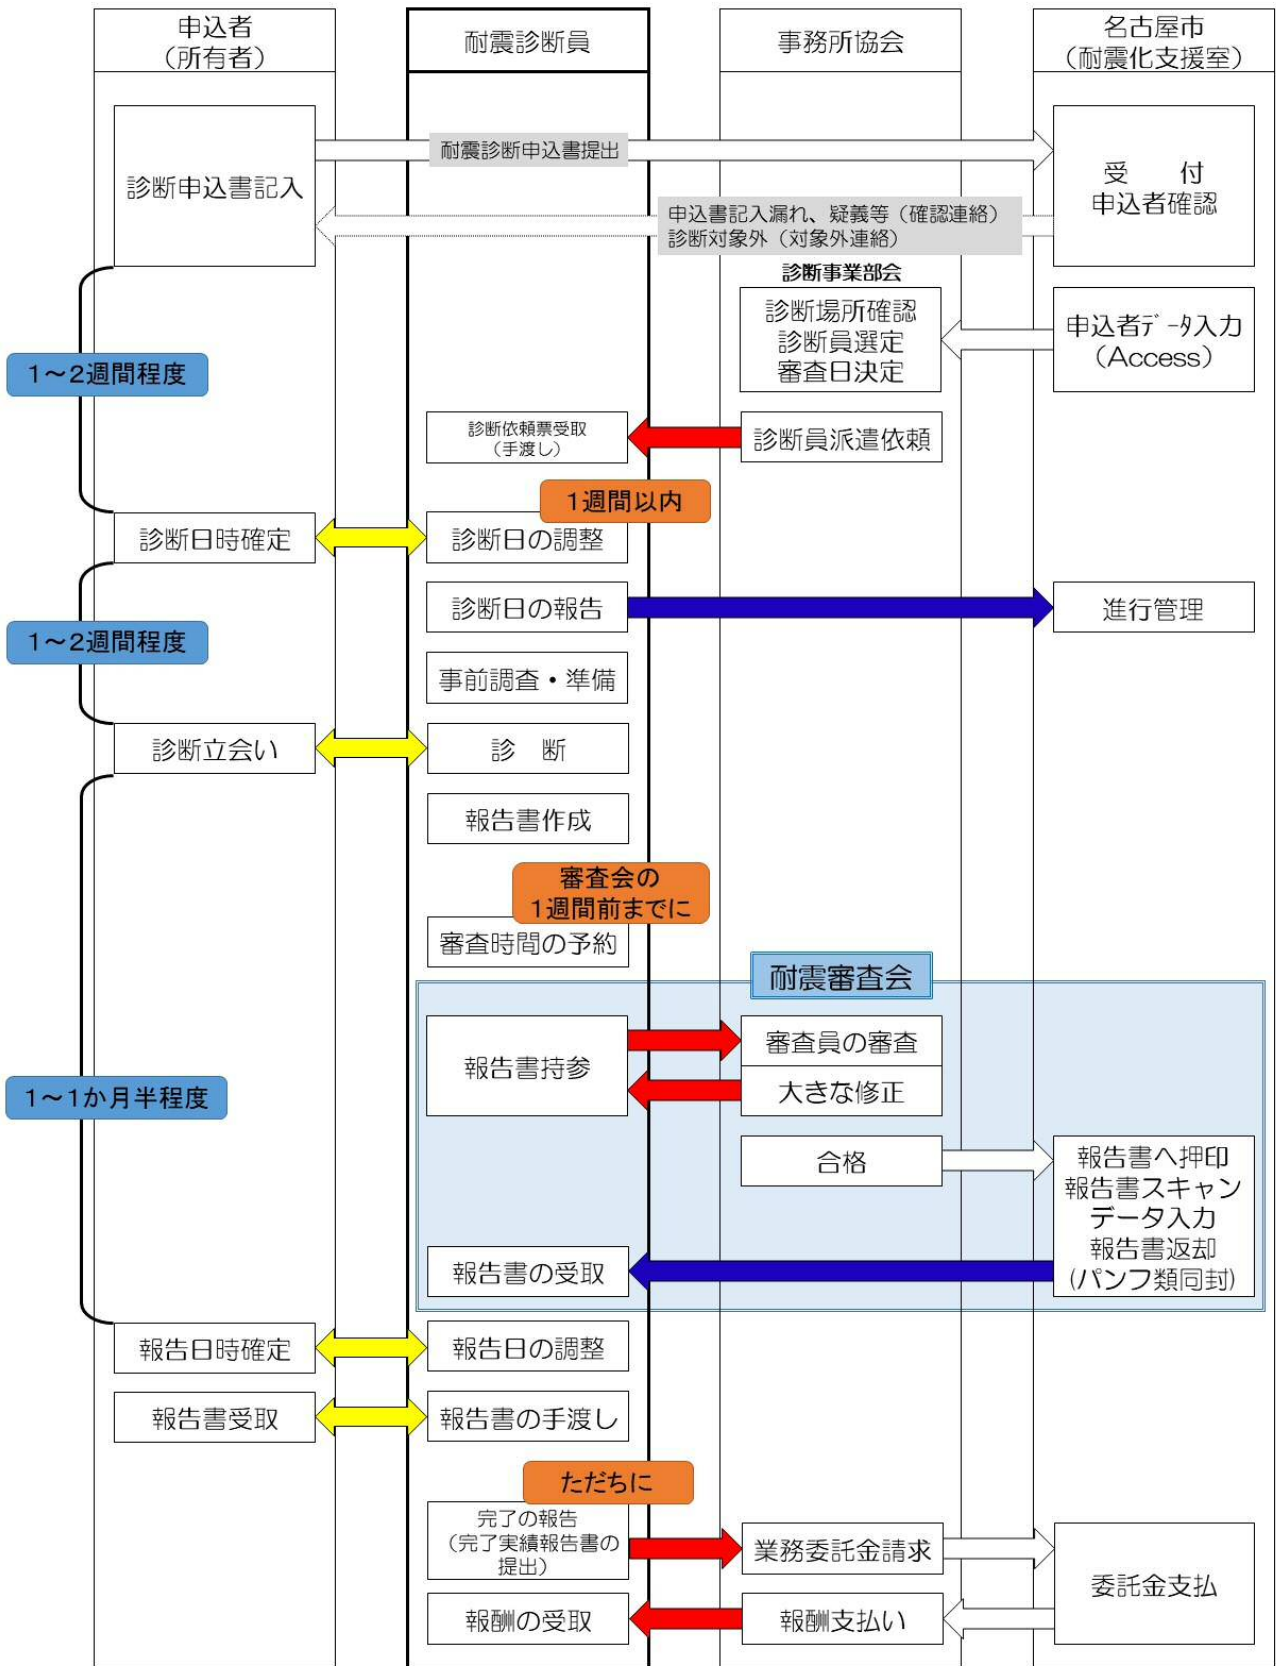 申込者
（所有者）
耐震診断員
事務所協会
名古屋市
（耐震化支援室）
診断申込書記入
耐震診断申込書提出
受　　付
申込者確認
申込書記入漏れ、疑義等（確認連絡）
診断対象外（対象外連絡）
診断事業部会
診断場所確認
診断員選定
審査日決定
申込者ﾃﾞｰﾀ入力
（Access）
1～2週間程度
診断依頼票受取
（手渡し）
診断員派遣依頼
1週間以内
診断日時確定
診断日の調整
診断日の報告
進行管理
1～2週間程度
事前調査・準備
診断立会い
診　断
報告書作成
審査会の
1週間前までに
審査時間の予約
耐震審査会
報告書持参
審査員の審査
大きな修正
1～1か月半程度
合格
報告書へ押印
報告書スキャン
データ入力
報告書返却
(パンフ類同封)
報告書の受取
報告日時確定
報告日の調整
報告書受取
報告書の手渡し
ただちに
完了の報告
（完了実績報告書の
提出）
業務委託金請求
委託金支払
報酬の受取
報酬支払い